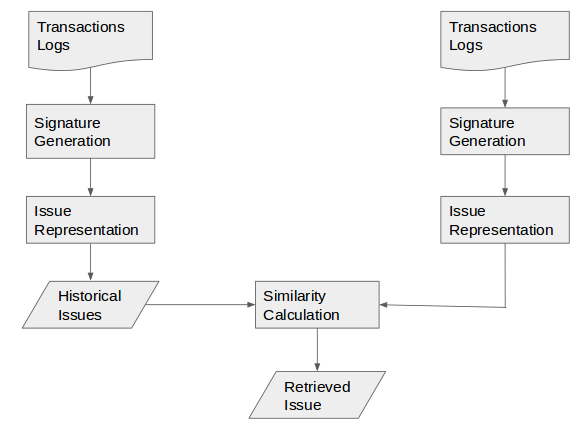 Transactions
Logs
Transactions
Logs
Signature
Generation
Signature
Generation
Issue
Representation
Issue
Representation
Historical
Issues
Similarity
Calculation
Retrieved
Issue